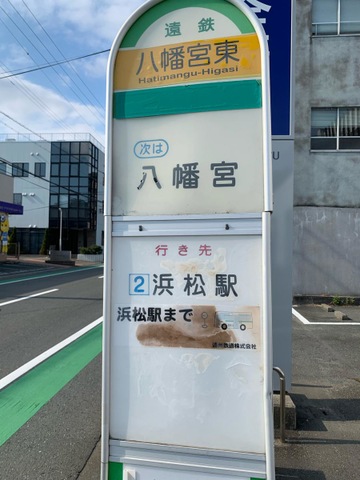 遠鉄
八幡宮東
Hatimangu-Higasi
次は
八幡宮
行き先
2 浜松駅
浜松駅まで
遠州鉄道株式会社